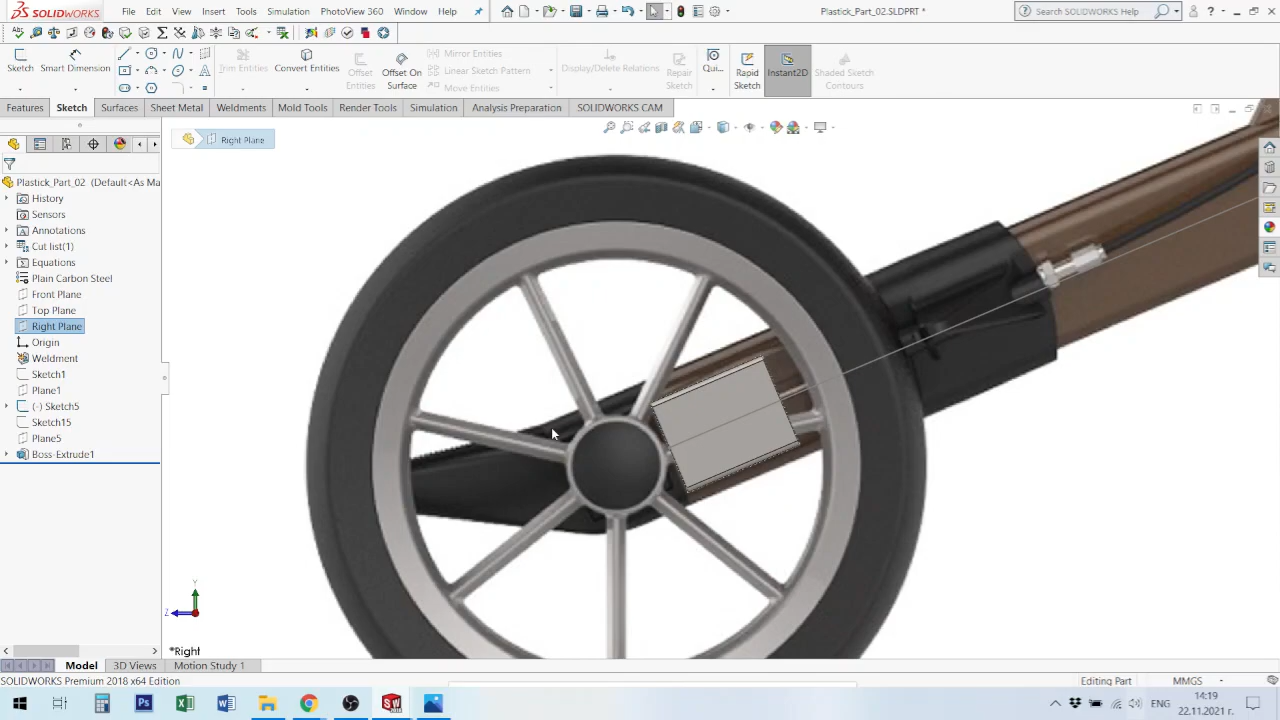 SOLIDWORKS File Edit View Insert Tools Simulation PhotoView 360 Window Help Plastick_Part_02.SLDPRT * Search SOLIDWORKS Help
Sketch Smart Dimension Trim Entities Convert Entities Offset Entities Offset On Surface Mirror Entities Linear Sketch Pattern Move Entities Display/Delete Relations Repair Sketch Qui... Rapid Sketch Instant2D Shaded Sketch Contours
Features Sketch Surfaces Sheet Metal Weldments Mold Tools Render Tools Simulation Analysis Preparation SOLIDWORKS CAM
Right Plane
Plastick_Part_02 (Default<As Ma
History
Sensors
Annotations
Cut list(1)
Equations
Plain Carbon Steel
Front Plane
Top Plane
Right Plane
Origin
Weldment
Sketch1
Plane1
(-) Sketch5
Sketch15
Plane5
Boss-Extrude1
Y
Z
*Right
Model 3D Views Motion Study 1
SOLIDWORKS Premium 2018 x64 Edition Editing Part MMGS
ENG 14:19
22.11.2021 г.